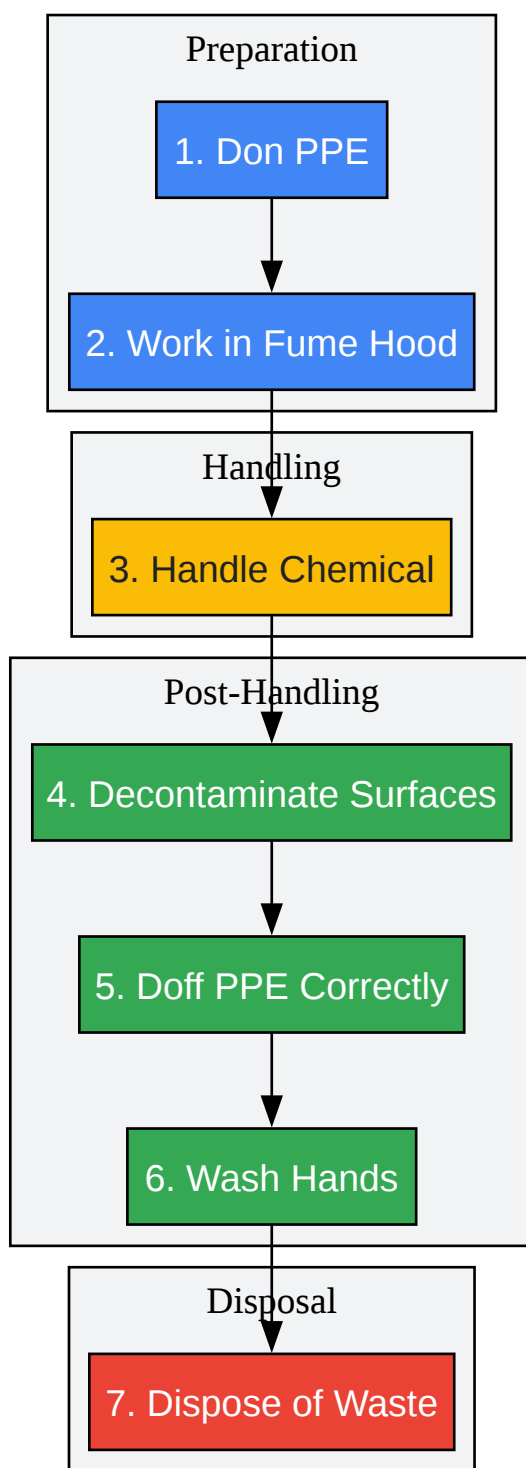 Preparation
1. Don PPE
2. Work in Fume Hood
Handling
3. Handle Chemical
Post-Handling
4. Decontaminate Surfaces
5. Doff PPE Correctly
6. Wash Hands
Disposal
7. Dispose of Waste